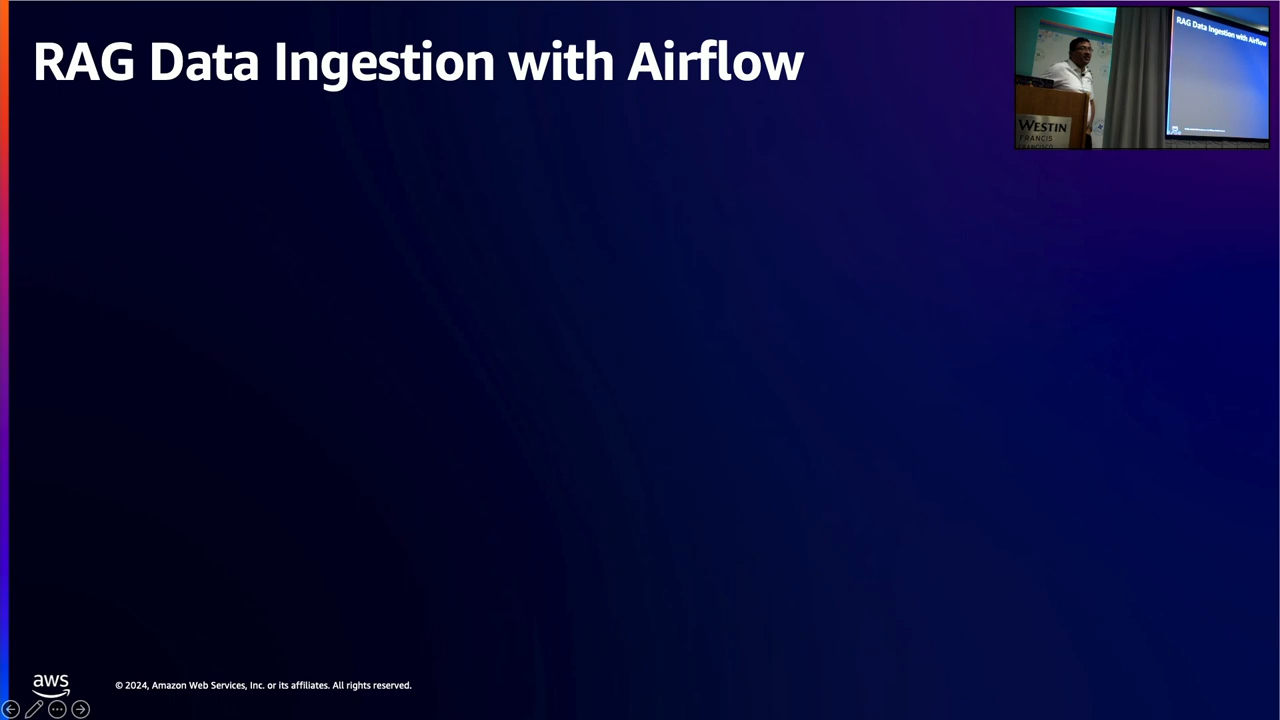 RAG Data Ingestion with Airflow
RAG Data Ingestion with Airflow
WESTIN
FRANCIS
aws
© 2024, Amazon Web Services, Inc. or its affiliates. All rights reserved.